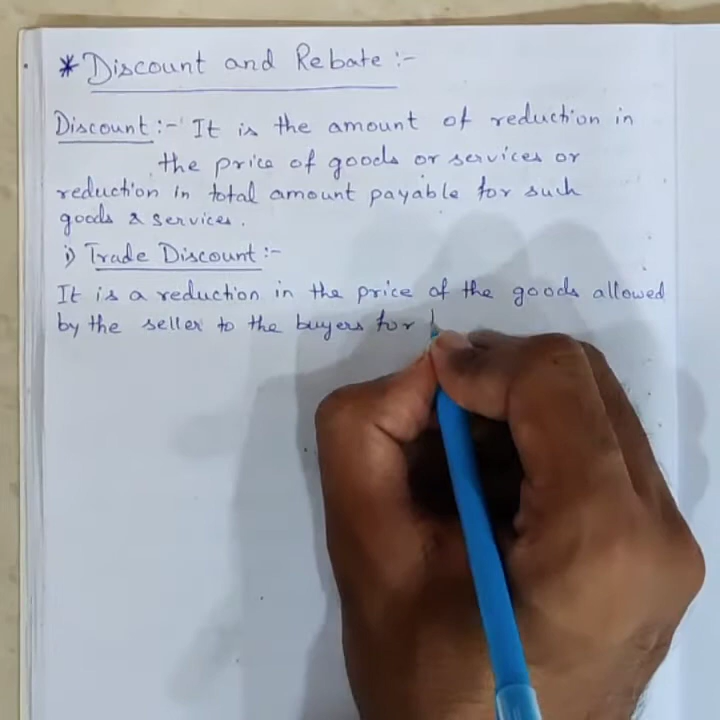 * Discount and Rebate :-
Discount :- It is the amount of reduction in
the price of goods or services or
reduction in total amount payable for such
goods & services.
i) Trade Discount :-
It is a reduction in the price of the goods allowed
by the seller to the buyers for